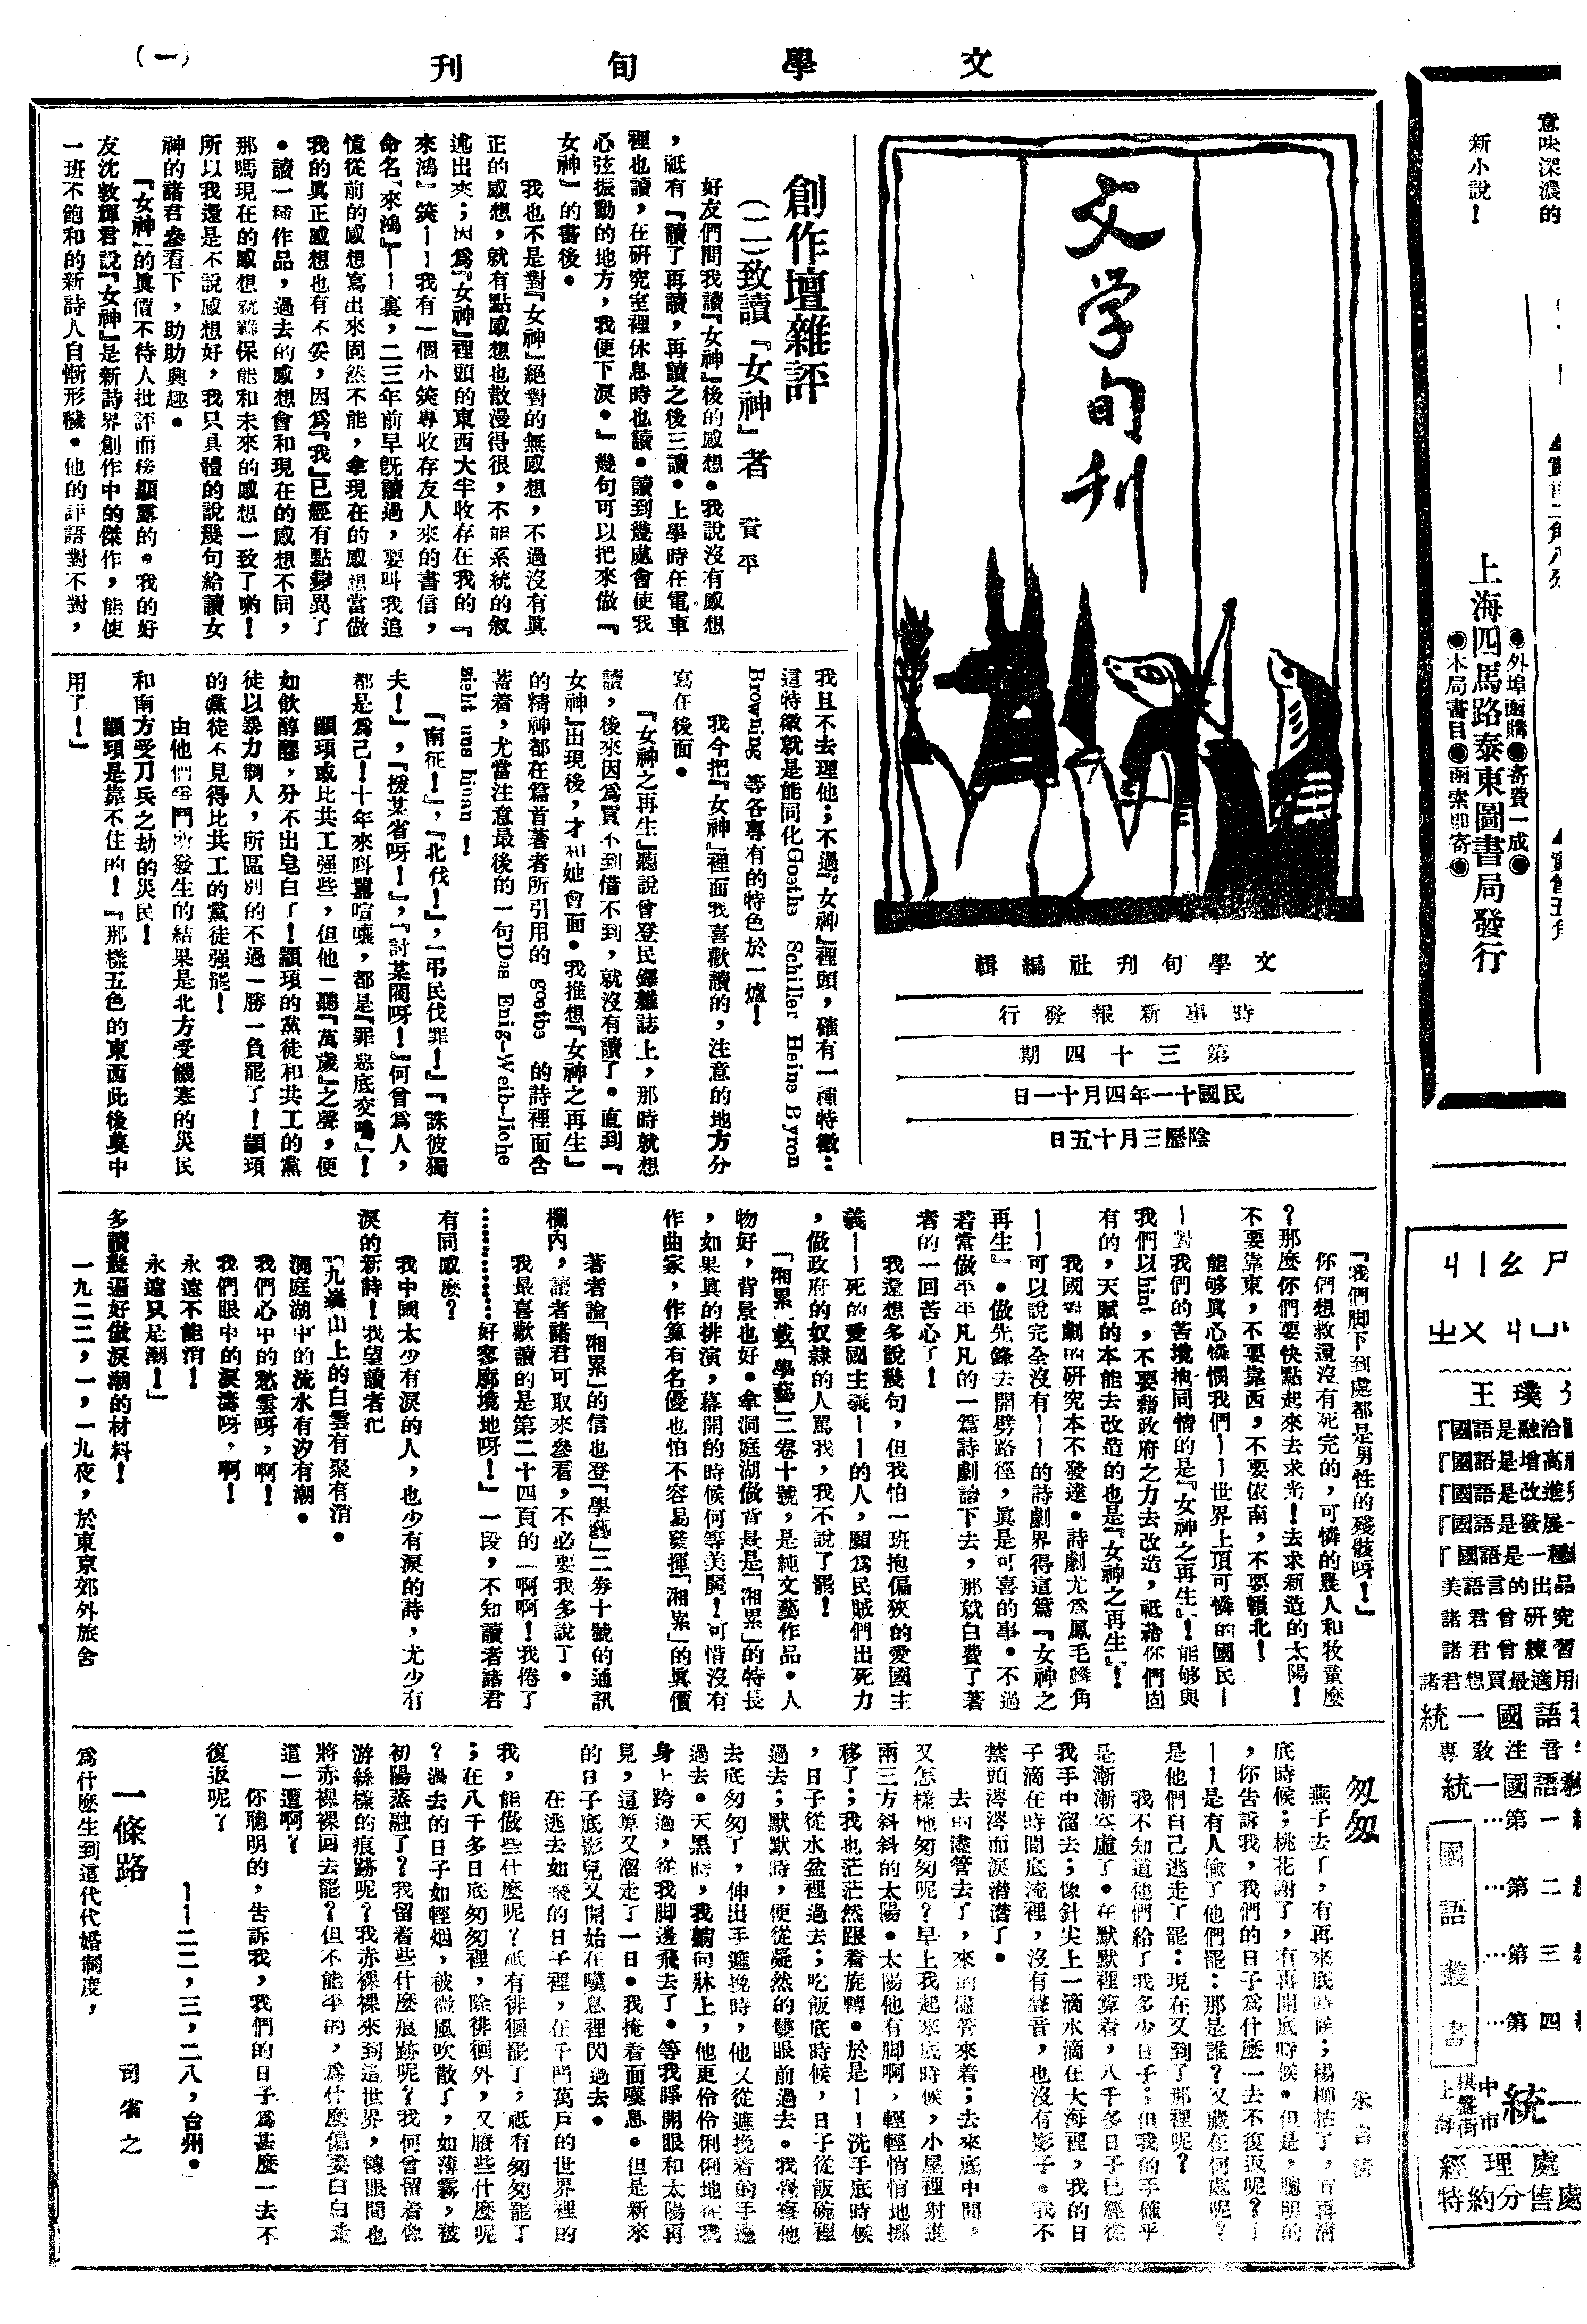 文學旬刊
(一)
文学旬刊
文學旬刊社編輯
時事新報發行
第三十四期
民國十一年四月十一日
陰歷三月十五日
創作壇雜評
(二)致讀『女神』者
資平
好友們問我讀『女神』後的感想。我說沒有感想
，祇有『讀了再讀，再讀之後三讀。上學時在電車
裡也讀，在研究室裡休息時也讀。讀到幾處會使我
心弦振動的地方，我便下淚。』幾句可以把來做『
女神』的書後。
我也不是對『女神』絕對的無感想，不過沒有真
正的感想，就有點感想也散漫得很，不能系統的敘
述出來；因爲『女神』裡頭的東西大半收存在我的『
來鴻』篋——我有一個小篋專收存友人來的書信，
命名『來鴻』——裏，二三年前早旣讀過，要叫我追
憶從前的感想寫出來固然不能，拿現在的感想當做
我的真正感想也有不妥，因爲『我』已經有點變異了
。讀一種作品，過去的感想會和現在的感想不同，
那嗎現在的感想就難保能和未來的感想一致了喲！
所以我還是不說感想好，我只具體的說幾句給讀女
神的諸君參看下，助助興趣。
『女神』的真價不待人批評而後顯露的。我的好
友沈敦輝君說『女神』是新詩界創作中的傑作，能使
一班不飽和的新詩人自慚形穢。他的評語對不對，
我且不去理他；不過『女神』裡頭，確有一種特徵：
這特徵就是能同化Goethe Schiller Heine Byron
Browning 等各專有的特色於一爐！
我今把『女神』裡面我喜歡讀的，注意的地方分
寫在後面。
『女神之再生』聽說曾登民鐸雜誌上，那時就想
讀，後來因爲買不到借不到，就沒有讀了。直到『
女神』出現後，才和她會面。我推想『女神之再生』
的精神都在篇首著者所引用的 goethe 的詩裡面含
蓄着，尤當注意最後的一句Das Enig-Weib-liche
zieht uns hinan ！
『南征！』，『北伐！』，『弔民伐罪！』『誅彼獨
夫！』，『援某省呀！』，『討某閥呀！』何曾爲人，
都是爲己！十年來叫囂喧嚷，都是『罪惡底交鳴』！
顓頊或比共工强些，但他一聽『萬歲』之聲，便
如飲醇醪，分不出皂白了！顓頊的黨徒和共工的黨
徒以暴力制人，所區別的不過一勝一負罷了！顓頊
的黨徒不見得比共工的黨徒强罷！
由他們奮鬥所發生的結果是北方受饑寒的災民
和南方受刀兵之劫的災民！
顓頊是靠不住的！『那樣五色的東西此後莫中
用了！』
『我們脚下到處都是男性的殘骸呀！』
你們想救還沒有死完的，可憐的農人和牧童麼
？那麼你們要快點起來去求光！去求新造的太陽！
不要靠東，不要靠西，不要依南，不要賴北！
能够真心憐憫我們——世界上頂可憐的國民—
—對我們的苦境抱同情的是『女神之再生』！能够與
我們以hint，不要藉政府之力去改造，祗藉你們固
有的，天賦的本能去改造的也是『女神之再生』！
我國對劇的研究本不發達。詩劇尤爲鳳毛麟角
——可以說完全沒有——的詩劇界得這篇『女神之
再生』。做先鋒去開劈路徑，眞是可喜的事。不過
若當做平平凡凡的一篇詩劇讀下去，那就白費了著
者的一回苦心了！
我還想多說幾句，但我怕一班抱偏狹的愛國主
義——死的愛國主義——的人，願爲民賊們出死力
，做政府的奴隷的人罵我，我不說了罷！
『湘累』載『學藝』二卷十號，是純文藝作品。人
物好，背景也好。拿洞庭湖做背景是『湘累』的特長
，如果真的排演，幕開的時候何等美麗！可惜沒有
作曲家，作算有名優也怕不容易發揮『湘累』的真價
著者論『湘累』的信也登『學藝』二券十號的通訊
欄內，讀者諸君可取來參看，不必要我多說了。
我最喜歡讀的是第二十四頁的『啊啊！我倦了
…………好寥廓境地呀！』一段，不知讀者諸君
有同感麼？
我中國太少有淚的人，也少有淚的詩，尤少有
淚的新詩！我望讀者把
『九嶷山上的白雲有聚有消。
洞庭湖中的流水有汐有潮。
我們心中的愁雲呀，啊！
我們眼中的淚濤呀，啊！
永遠不能消！
永遠只是潮！』
多讀幾遍好做淚潮的材料！
一九二二，一，一九夜，於東京郊外旅舍
匆匆
朱自清
燕子去了，有再來底時候；楊柳枯了，有再青
底時候；桃花謝了，有再開底時候。但是，聰明的
，你告訴我，我們的日子爲什麼一去不復返呢？—
—是有人偷了他們罷：那是誰？又藏在何處呢？
是他們自己逃走了罷：現在又到了那裡呢？
我不知道他們給了我多少日子；但我的手確乎
是漸漸空虛了。在默默裡算着，八千多日子已經從
我手中溜去；像針尖上一滴水滴在大海裡，我的日
子滴在時間底流裡，沒有聲音，也沒有影子。我不
禁頭涔涔而淚潸潸了。
去的儘管去了，來的儘管來着；去來底中間，
又怎樣地匆匆呢？早上我起來底時候，小屋裡射進
兩三方斜斜的太陽。太陽他有脚啊，輕輕悄悄地挪
移了；我也茫茫然跟着旋轉。於是——洗手底時候
，日子從水盆裡過去；吃飯底時候，日子從飯碗裡
過去；默默時，便從凝然的雙眼前過去。我覺察他
去底匆匆了，伸出手遮挽時，他又從遮挽着的手邊
過去。天黑時，我躺向牀上，他更伶伶俐俐地從我
身上跨過，從我脚邊飛去了。等我睜開眼和太陽再
見，這算又溜走了一日。我掩着面嘆息。但是新來
的日子底影兒又開始在嘆息裡閃過去。
在逃去如飛的日子裡，在千門萬戶的世界裡的
我，能做些什麼呢？祇有徘徊罷了；祇有匆匆罷了
；在八千多日底匆匆裡，除徘徊外，又賸些什麼呢
？過去的日子如輕烟，被微風吹散了，如薄霧，被
初陽蒸融了？我留着些什麼痕跡呢？我何曾留着像
游絲樣的痕跡呢？我赤裸裸來到這世界，轉眼間也
將赤裸裸回去罷？但不能平的，爲什麼偏要白白走
這一遭啊？
你聰明的，告訴我，我們的日子爲甚麼一去不
復返呢？
——二二，三，二八，台州。
一條路
司省之
爲什麼生到這代代婚制度，
意味深濃的
新小說！
上海四馬路泰東圖書局發行
●外埠函購●寄費一成●
●本局書目●函索即寄●
王璞
『國語是融洽
『國語是增高
『國語是改進
『國語是發展
『國語是一種
美語言的出品
諸君曾研究
諸君曾練習
諸君想買最適用
統一國語
專教注音
統一國語教
…第一
…第二
…第三
…第四
國語叢書
統一
中市
棋盤街
上海
經理處
特約分售處